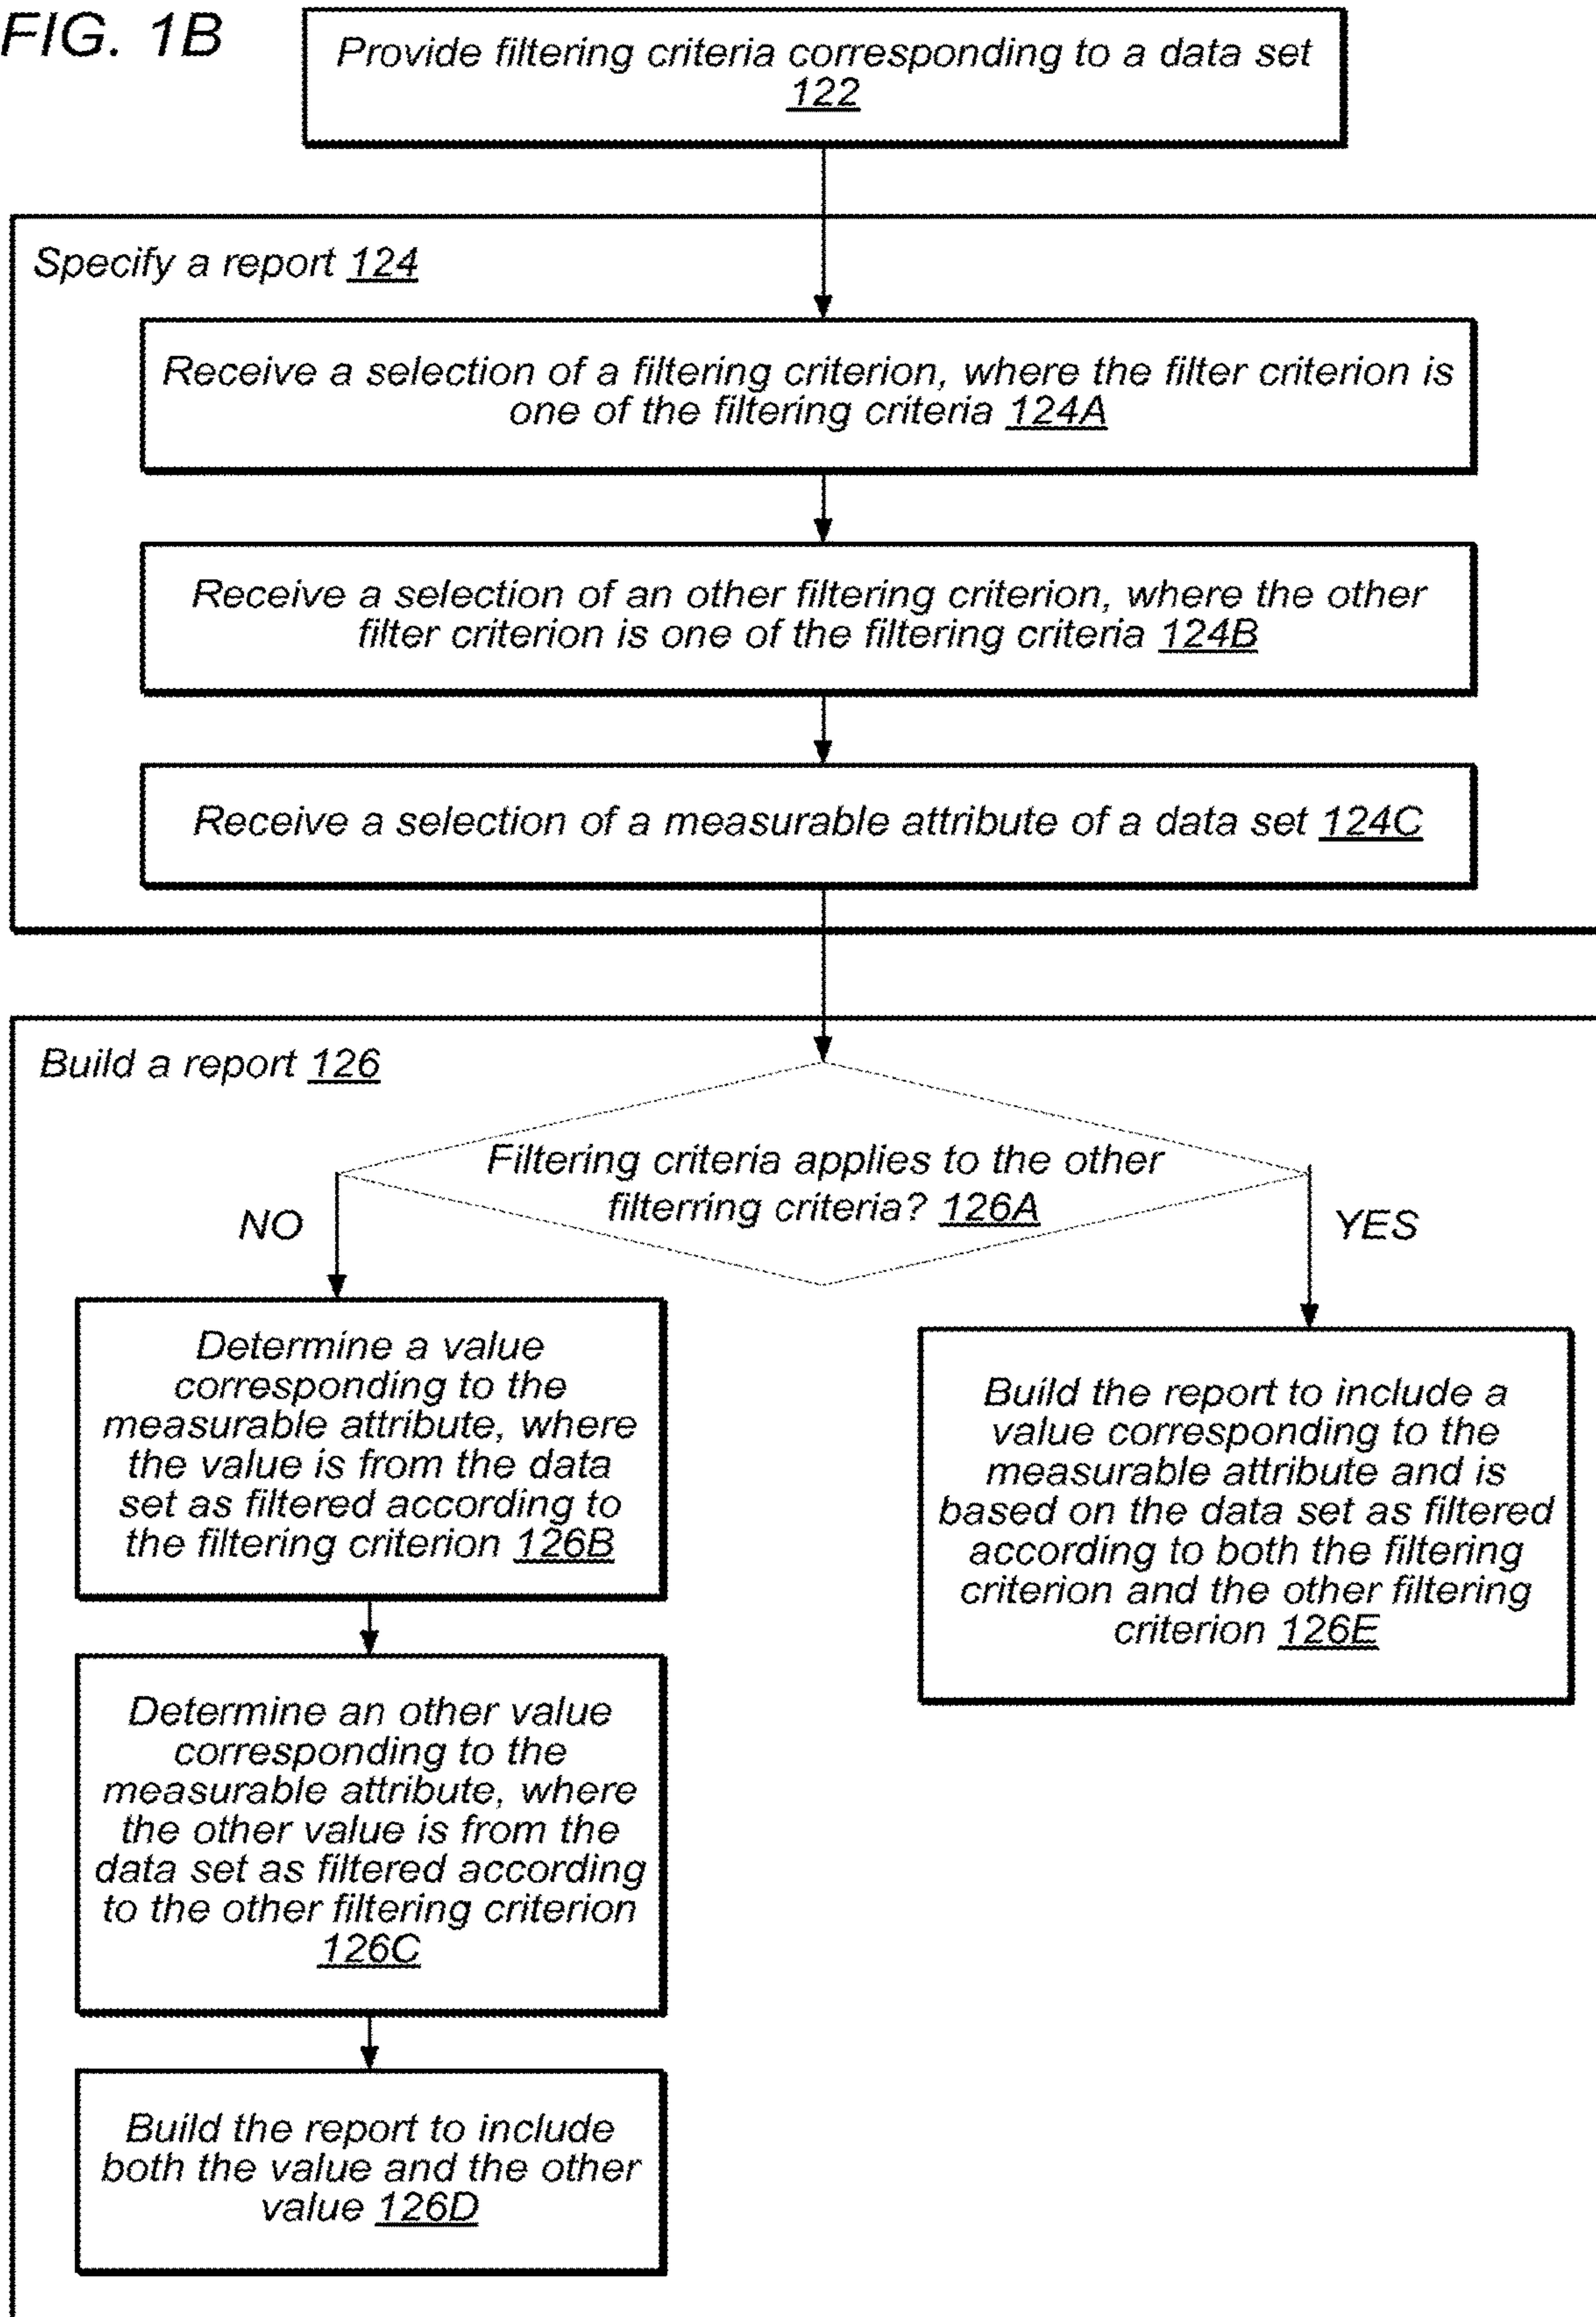 FIG. 1B
Provide filtering criteria corresponding to a data set
122
Specify a report 124
Receive a selection of a filtering criterion, where the filter criterion is
one of the filtering criteria 124A
Receive a selection of an other filtering criterion, where the other
filter criterion is one of the filtering criteria 124B
Receive a selection of a measurable attribute of a data set 124C
Build a report 126
Filtering criteria applies to the other
filterring criteria? 126A
NO
YES
Determine a value
corresponding to the
measurable attribute, where
the value is from the data
set as filtered according to
the filtering criterion 126B
Build the report to include a
value corresponding to the
measurable attribute and is
based on the data set as filtered
according to both the filtering
criterion and the other filtering
criterion 126E
Determine an other value
corresponding to the
measurable attribute, where
the other value is from the
data set as filtered according
to the other filtering criterion
126C
Build the report to include
both the value and the other
value 126D